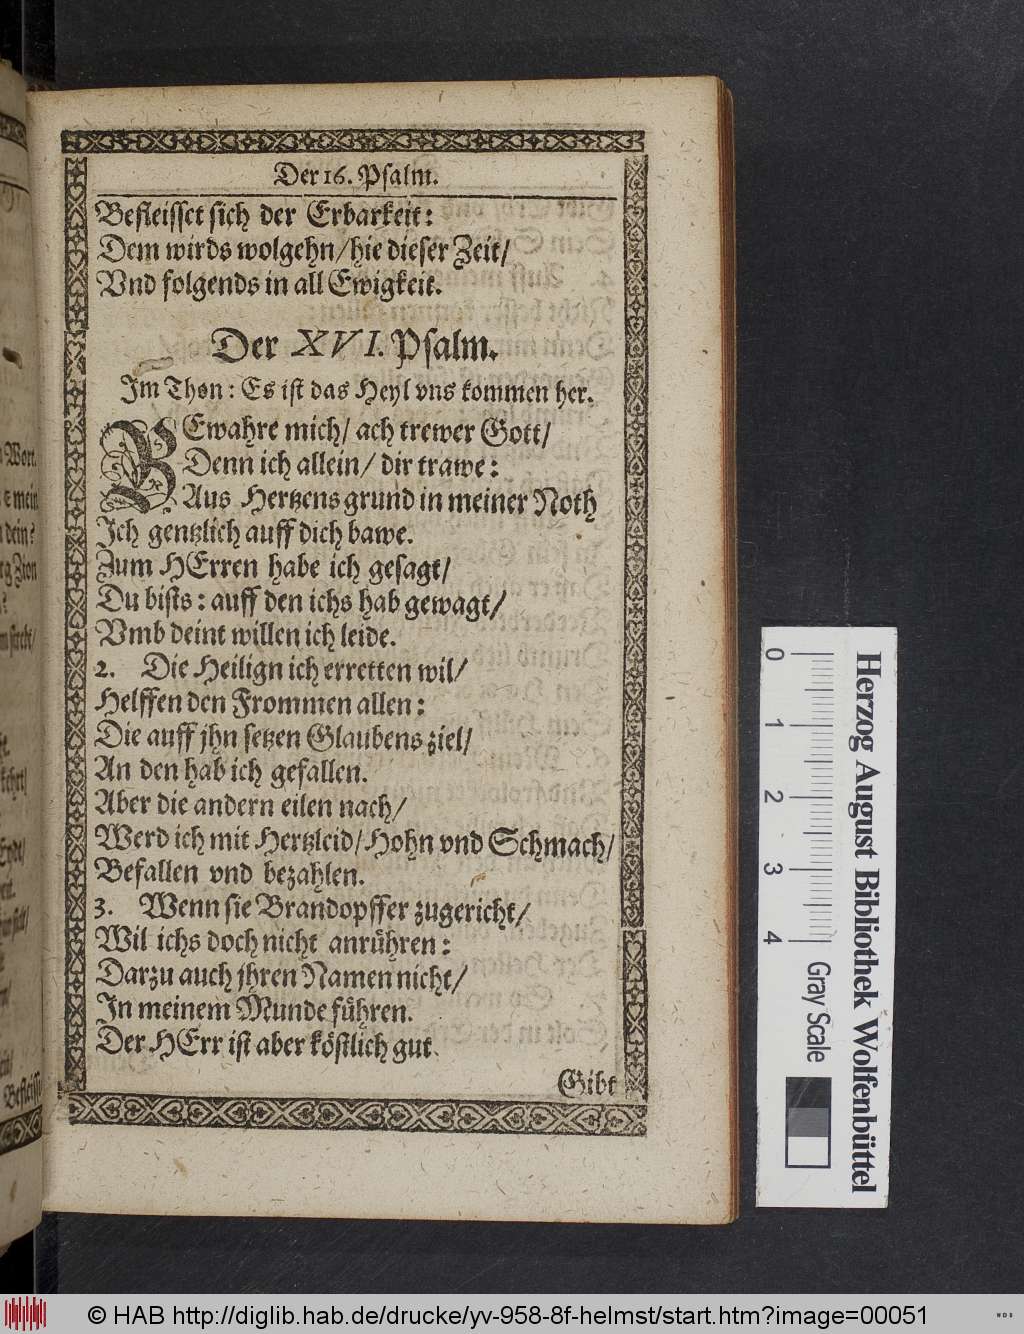 Der 16. Psalm.
Befleisset sich der Erbarkeit:
Dem wirds wolgehn/hie dieser Zeit/
Vnd folgends in all Ewigkeit.
Der XVI. Psalm.
Im Thon: Es ist das Heyl vns kommen her.
BEwahre mich/ ach trewer Gott/
Denn ich allein/ dir trawe:
Aus Hertzens grund in meiner Noth
Ich gentzlich auff dich bawe.
Zum HErren habe ich gesagt/
Du bists: auff den ichs hab gewagt/
Vmb deint willen ich leide.
2. Die Heilign ich erretten wil/
Helffen den Frommen allen:
Die auff jhn setzen Glaubens ziel/
An den hab ich gefallen.
Aber die andern eilen nach/
Werd ich mit Hertzleid/Hohn vnd Schmach/
Befallen vnd bezahlen.
3. Wenn sie Brandopffer zugericht/
Wil ichs doch nicht anrühren:
Darzu auch jhren Namen nicht/
In meinem Munde führen.
Der HErr ist aber köstlich gut.
Gibt
Wort.
mein
dein?
Zion
Befleiss
0 1 2 3 4
Gray Scale
Herzog August Bibliothek Wolfenbüttel
© HAB http://diglib.hab.de/drucke/yv-958-8f-helmst/start.htm?image=00051